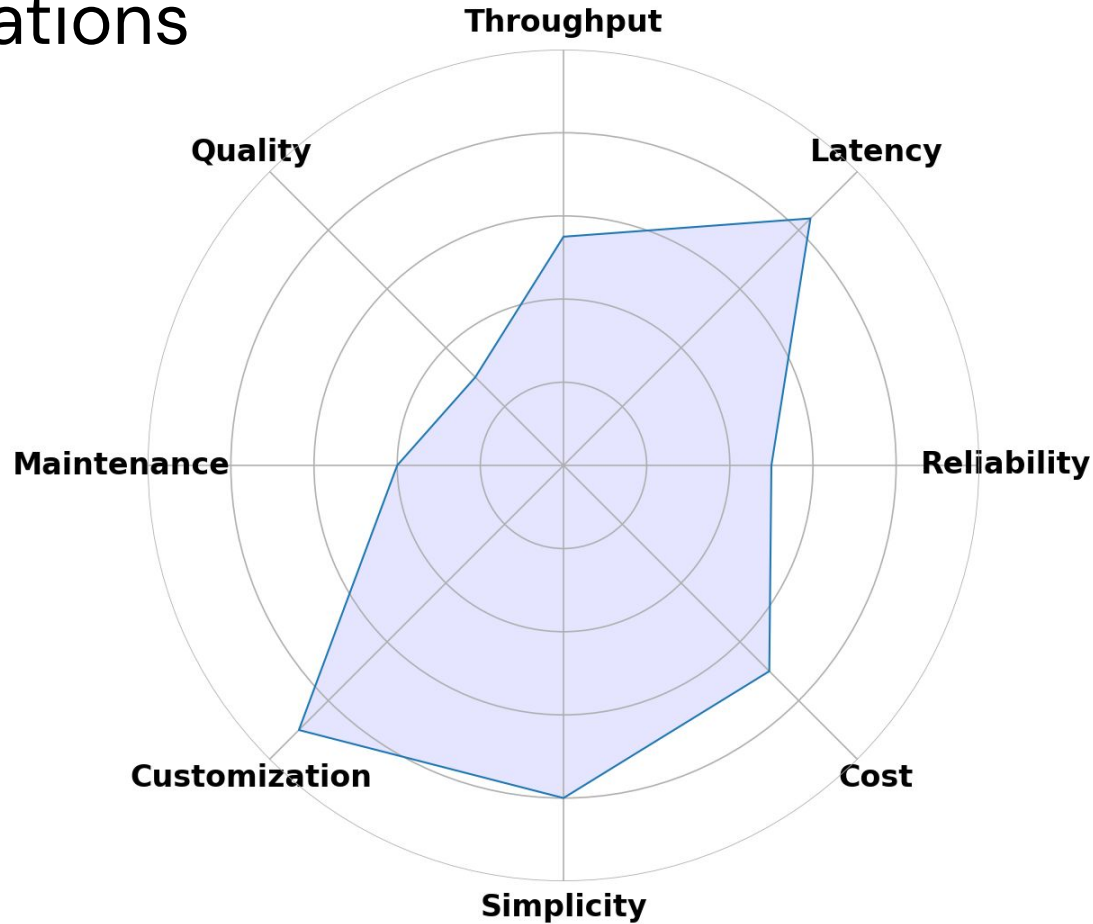 ations
Throughput
Quality
Latency
Maintenance
Reliability
Customization
Cost
Simplicity